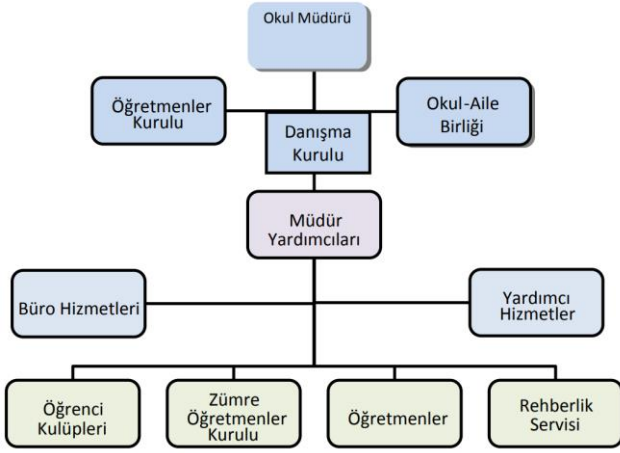 Okul Müdürü
Öğretmenler
Kurulu
Okul-Aile
Birliği
Danışma
Kurulu
Müdür
Yardımcıları
Büro Hizmetleri
Yardımcı
Hizmetler
Öğrenci
Kulüpleri
Zümre
Öğretmenler
Kurulu
Öğretmenler
Rehberlik
Servisi